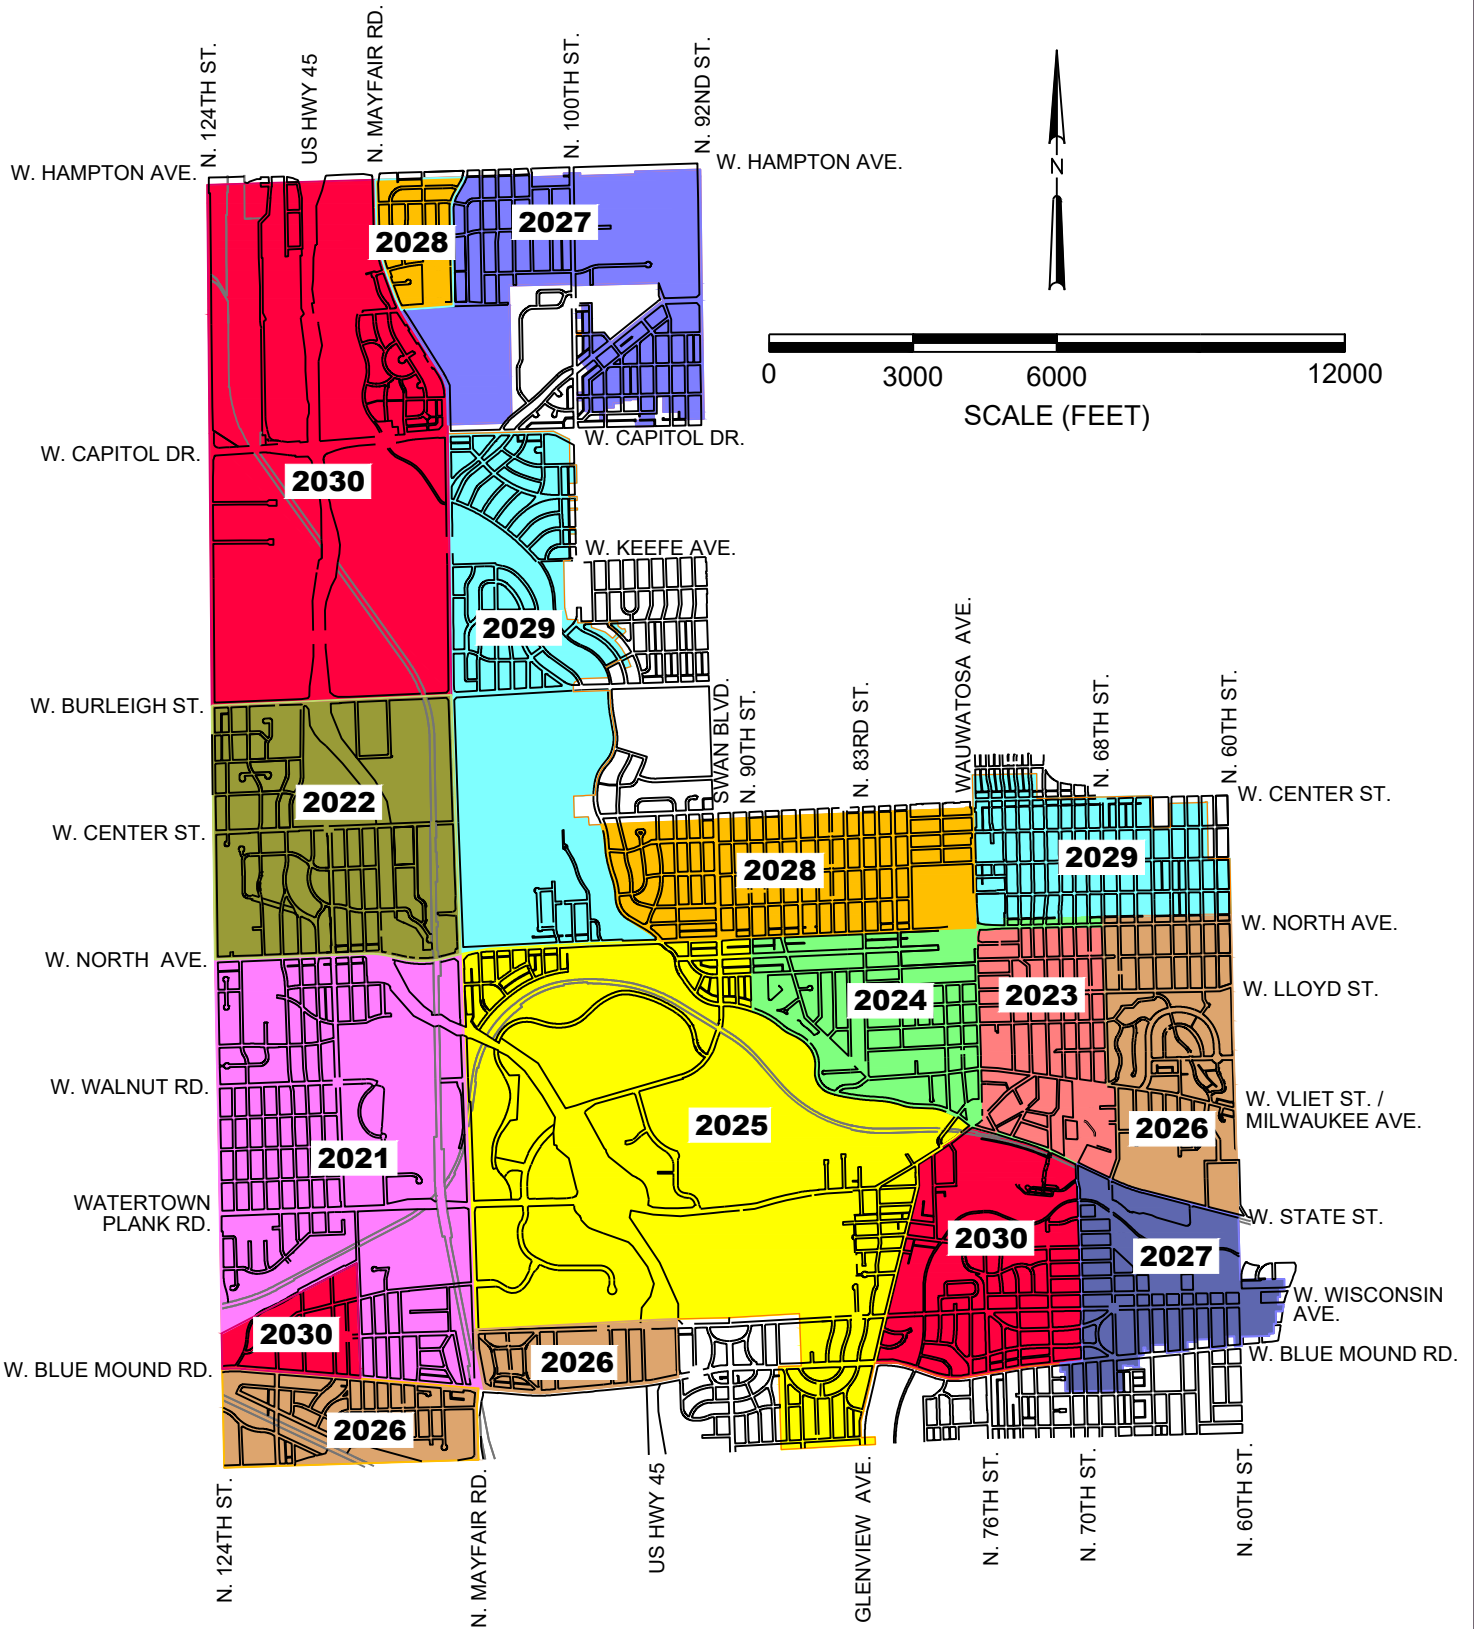 N. 124TH ST.
US HWY 45
N. MAYFAIR RD.
N. 100TH ST.
N. 92ND ST.
W. HAMPTON AVE.
W. HAMPTON AVE.
N
2028
2027
0
3000
6000
12000
SCALE (FEET)
W. CAPITOL DR.
W. CAPITOL DR.
2030
W. KEEFE AVE.
2029
W. BURLEIGH ST.
SWAN BLVD.
N. 90TH ST.
N. 83RD ST.
WAUWATOSA AVE.
N. 68TH ST.
N. 60TH ST.
2022
W. CENTER ST.
W. CENTER ST.
2028
2029
W. NORTH AVE.
W. NORTH AVE.
2024
2023
W. LLOYD ST.
W. WALNUT RD.
2025
2026
W. VLIET ST. /
MILWAUKEE AVE.
2021
WATERTOWN
PLANK RD.
W. STATE ST.
2030
2027
W. WISCONSIN
AVE.
2030
W. BLUE MOUND RD.
2026
W. BLUE MOUND RD.
2026
N. 124TH ST.
N. MAYFAIR RD.
US HWY 45
GLENVIEW AVE.
N. 76TH ST.
N. 70TH ST.
N. 60TH ST.